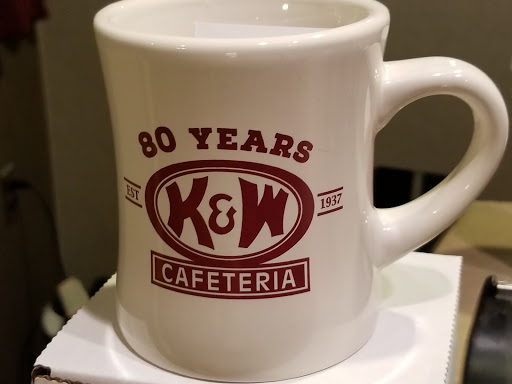 80 YEARS
EST 1937
K&W
CAFETERIA